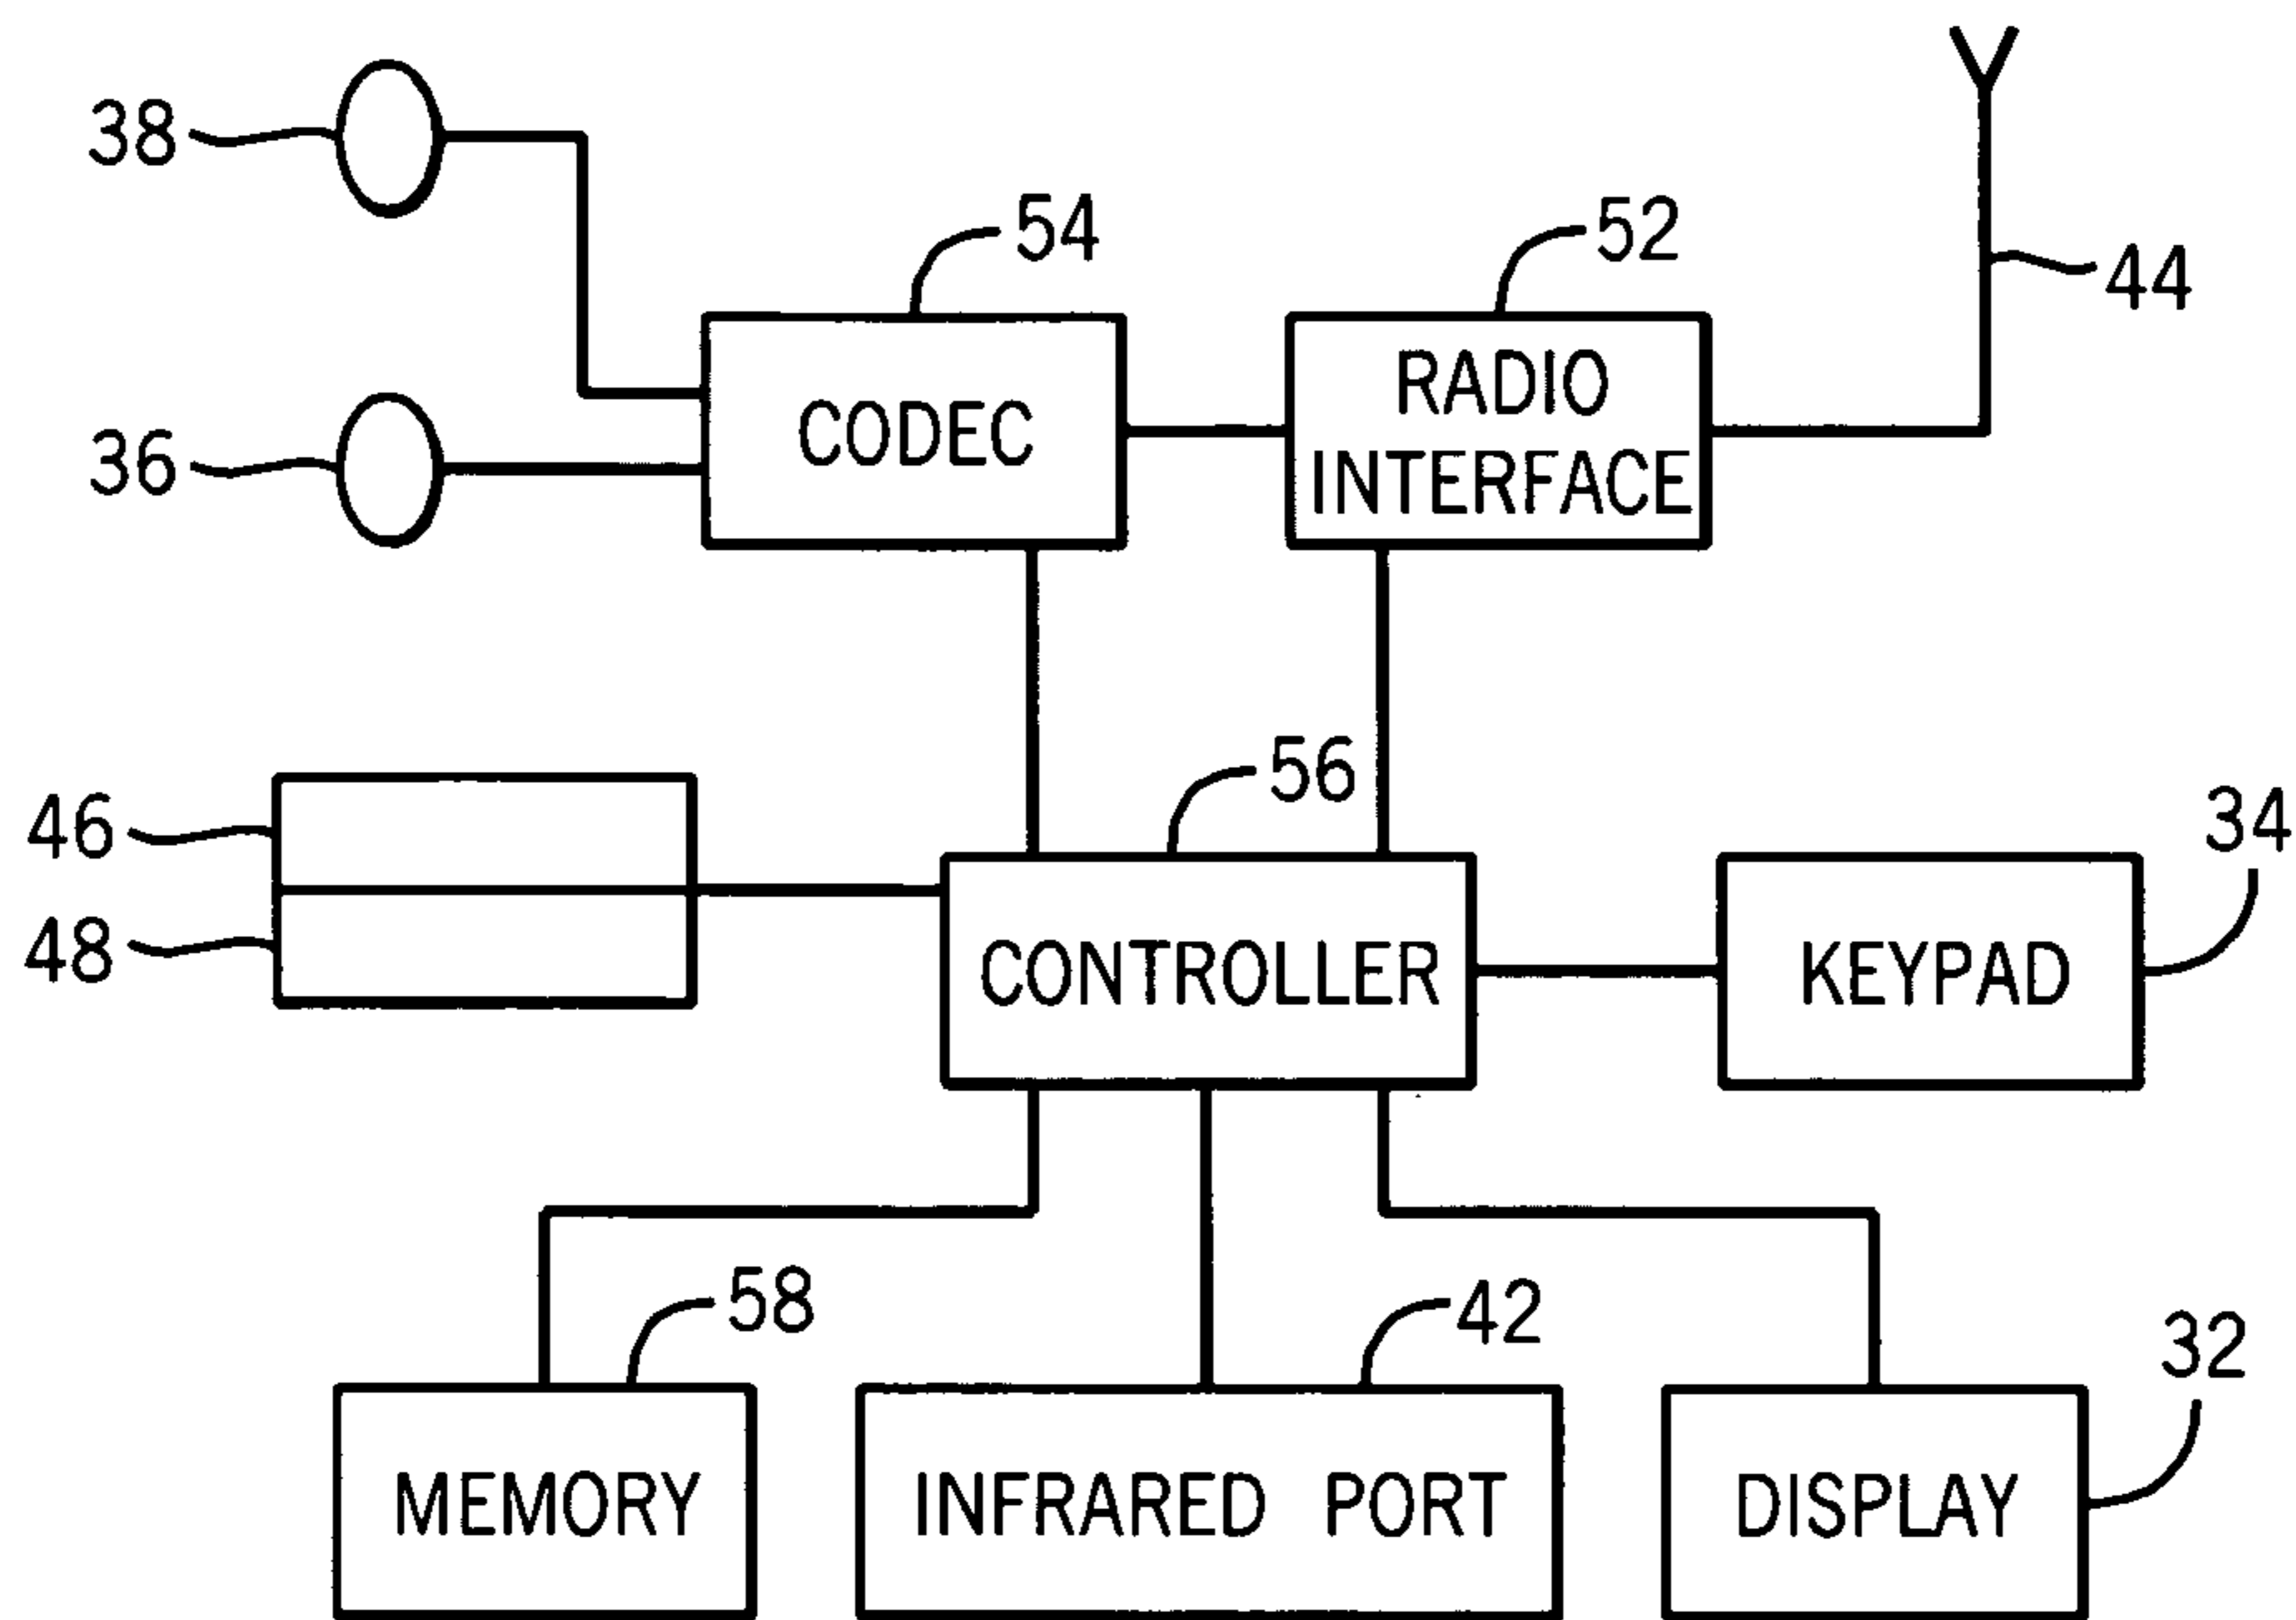 38
54
52
44
CODEC
RADIO
INTERFACE
36
56
46
34
48
CONTROLLER
KEYPAD
58
42
32
MEMORY
INFRARED PORT
DISPLAY